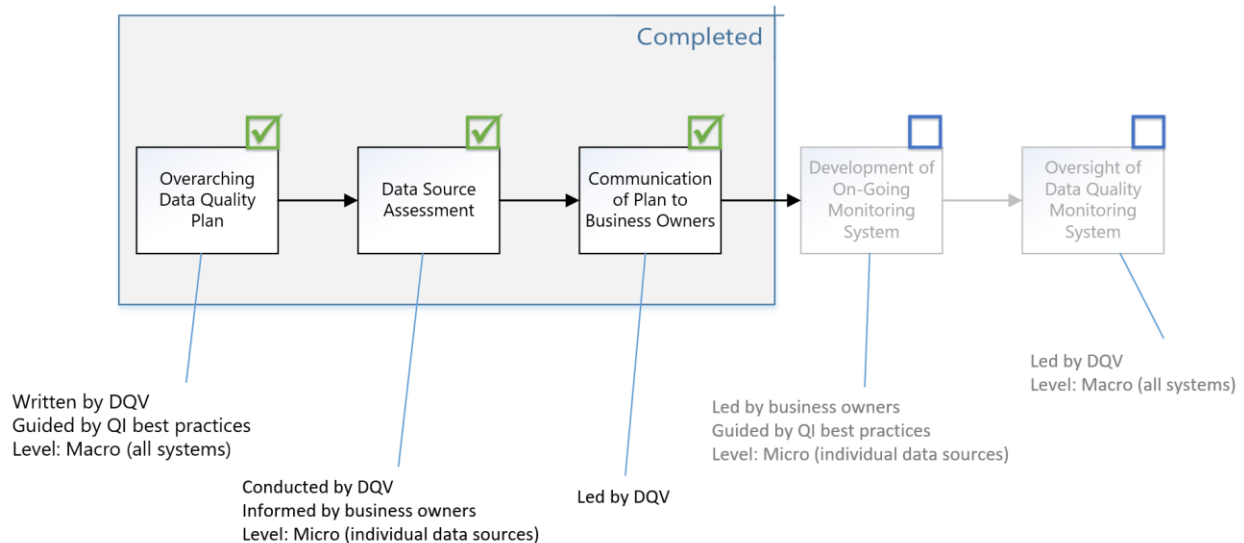 Completed
Overarching
Data Quality
Plan
Data Source
Assessment
Communication
of Plan to
Business Owners
Development of
On-Going
Monitoring
System
Oversight of
Data Quality
Monitoring
System
Written by DQV
Guided by QI best practices
Level: Macro (all systems)
Conducted by DQV
Informed by business owners
Level: Micro (individual data sources)
Led by DQV
Led by business owners
Guided by QI best practices
Level: Micro (individual data sources)
Led by DQV
Level: Macro (all systems)